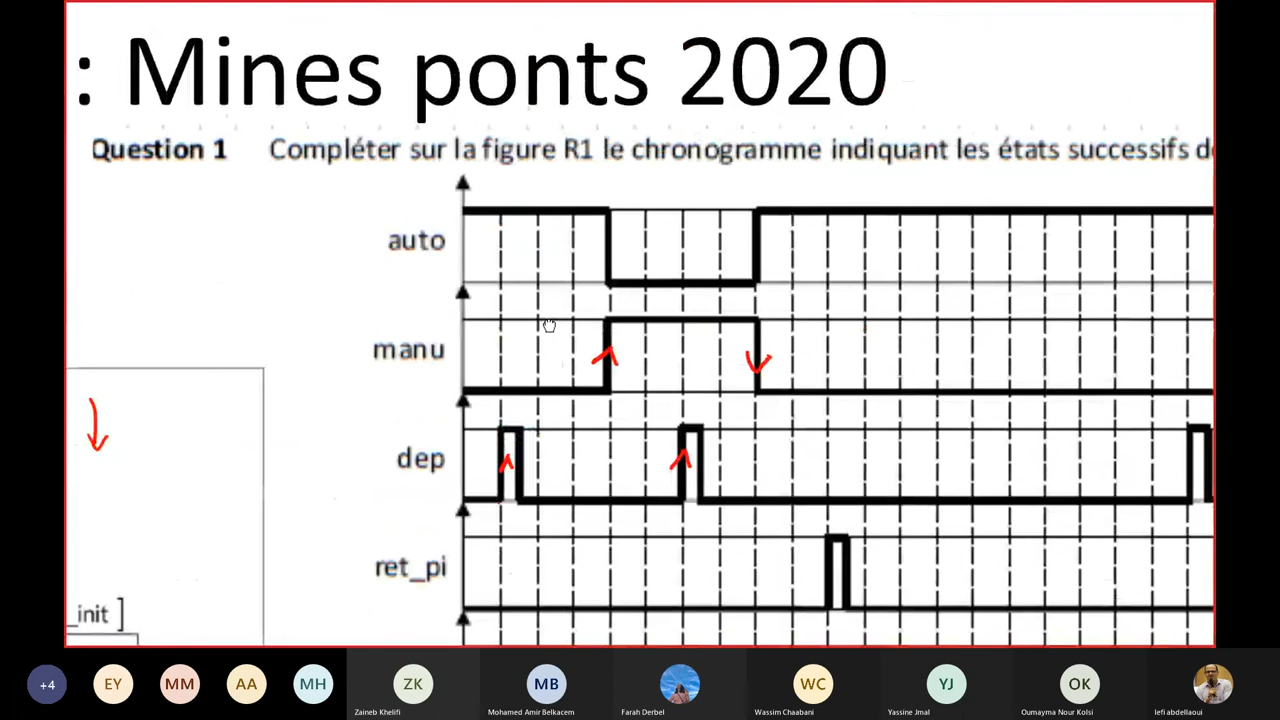 : Mines ponts 2020
Question 1 Compléter sur la figure R1 le chronogramme indiquant les états successifs de
auto
manu
dep
ret_pi
_init ]
+4 EY MM AA MH ZK MB WC YJ OK
Zaineb Khelifi Mohamed Amir Belkacem Farah Derbel Wassim Chaabani Yassine Jmal Oumayma Nour Kolsi lefi abdellaoui